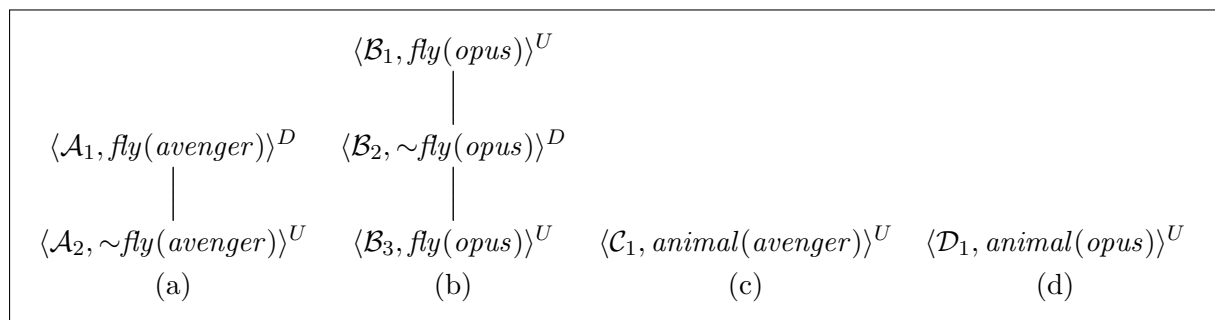 ⟨ℬ₁, fly(opus)⟩ᵁ
⟨𝒜₁, fly(avenger)⟩ᴰ ⟨ℬ₂, ∼fly(opus)⟩ᴰ
⟨𝒜₂, ∼fly(avenger)⟩ᵁ ⟨ℬ₃, fly(opus)⟩ᵁ ⟨𝒞₁, animal(avenger)⟩ᵁ ⟨𝒟₁, animal(opus)⟩ᵁ
(a) (b) (c) (d)